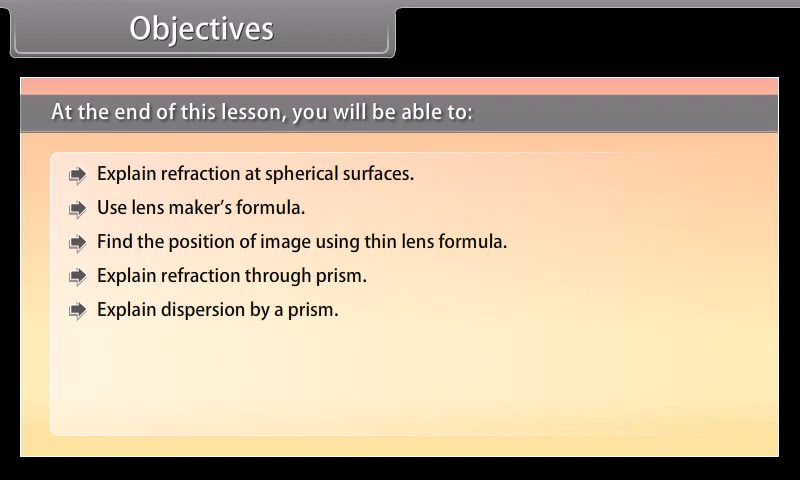 Objectives
At the end of this lesson, you will be able to:
Explain refraction at spherical surfaces.
Use lens maker's formula.
Find the position of image using thin lens formula.
Explain refraction through prism.
Explain dispersion by a prism.